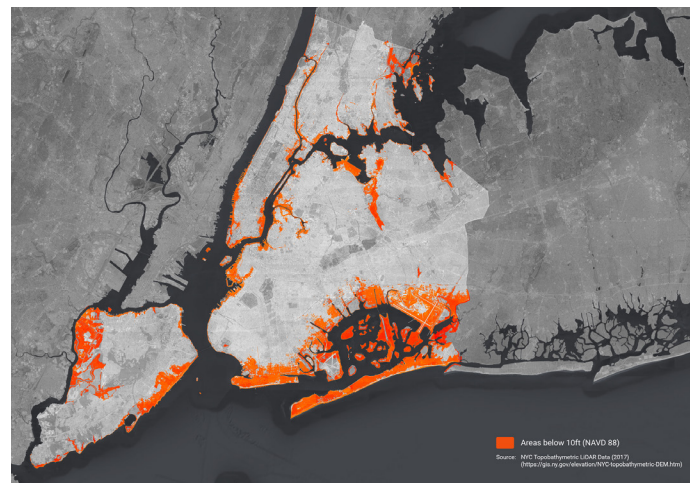 Areas below 10ft (NAVD 88)
Source: NYC Topobathymetric LiDAR Data (2017)
(https://gis.ny.gov/elevation/NYC-topobathymetric-DEM.htm)